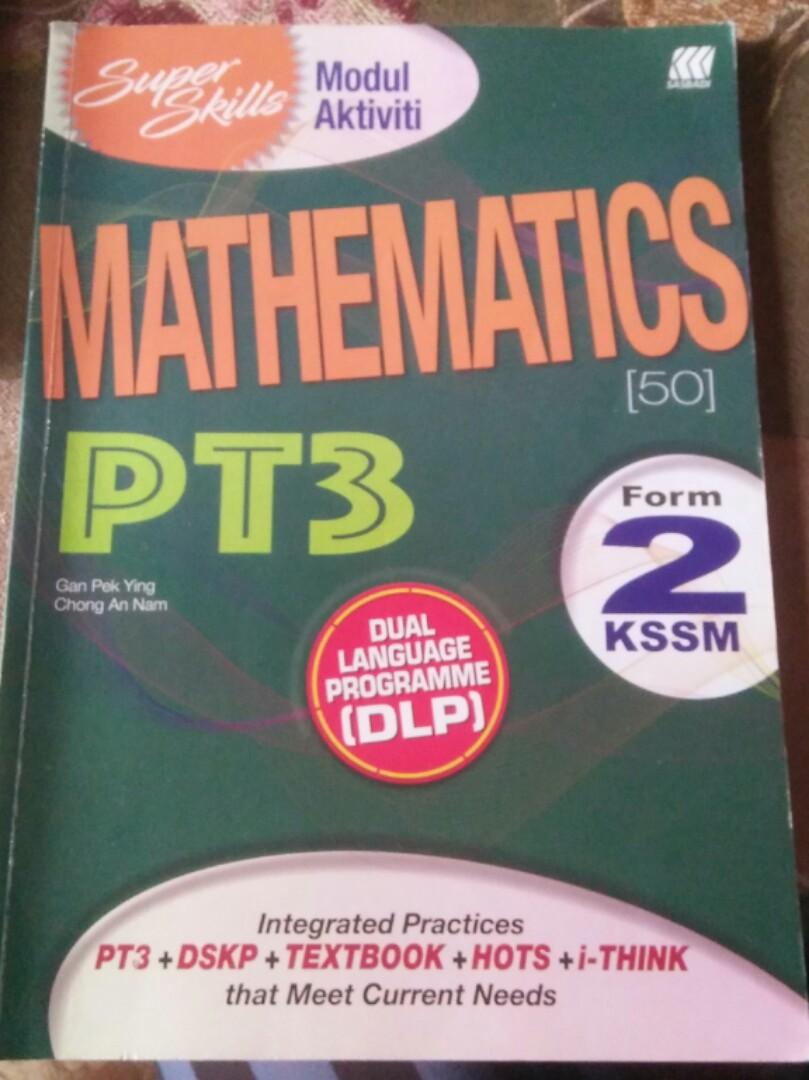 Super
Skills
Modul
Aktiviti
SASBADI
MATHEMATICS
[50]
PT3
Form
2
KSSM
Gan Pek Ying
Chong An Nam
DUAL
LANGUAGE
PROGRAMME
(DLP)
Integrated Practices
PT3 + DSKP + TEXTBOOK + HOTS + i-THINK
that Meet Current Needs